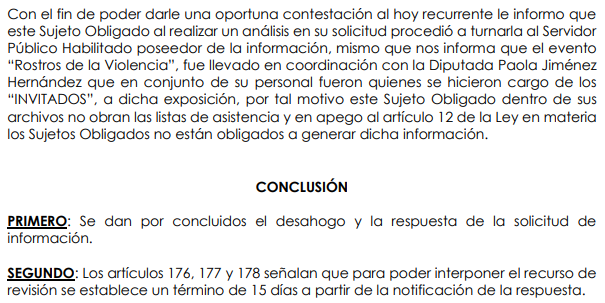 Con el fin de poder darle una oportuna contestación al hoy recurrente le informo que
este Sujeto Obligado al realizar un análisis en su solicitud procedió a turnarla al Servidor
Público Habilitado poseedor de la información, mismo que nos informa que el evento
“Rostros de la Violencia”, fue llevado en coordinación con la Diputada Paola Jiménez
Hernández que en conjunto de su personal fueron quienes se hicieron cargo de los
“INVITADOS”, a dicha exposición, por tal motivo este Sujeto Obligado dentro de sus
archivos no obran las listas de asistencia y en apego al artículo 12 de la Ley en materia
los Sujetos Obligados no están obligados a generar dicha información.
CONCLUSIÓN
PRIMERO: Se dan por concluidos el desahogo y la respuesta de la solicitud de
información.
SEGUNDO: Los artículos 176, 177 y 178 señalan que para poder interponer el recurso de
revisión se establece un término de 15 días a partir de la notificación de la respuesta.